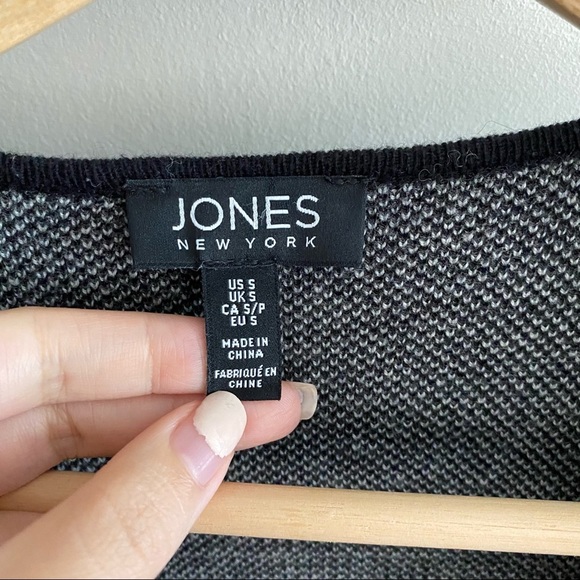 JONES
NEW YORK
US S
UK S
CA S/P
EU S
MADE IN
CHINA
FABRIQUÉ EN
CHINE